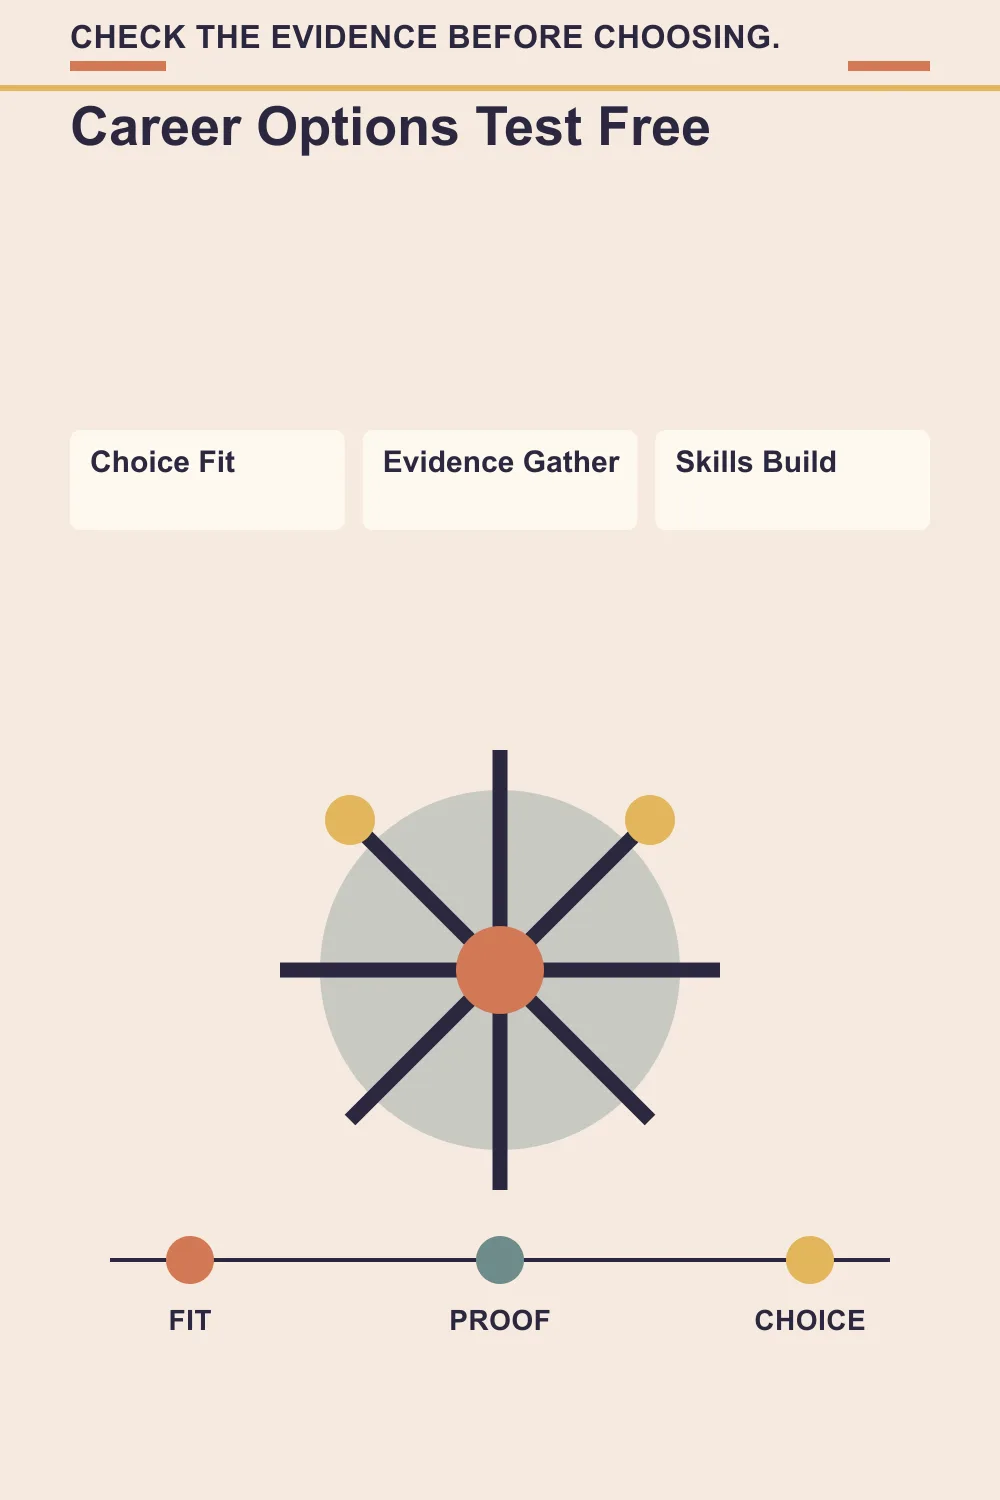 CHECK THE EVIDENCE BEFORE CHOOSING.
Career Options Test Free
Choice Fit
Evidence Gather
Skills Build
FIT
PROOF
CHOICE